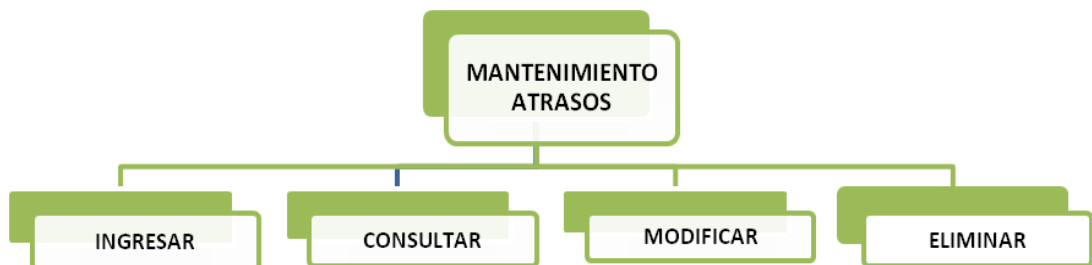 MANTENIMIENTO
ATRASOS
INGRESAR
CONSULTAR
MODIFICAR
ELIMINAR